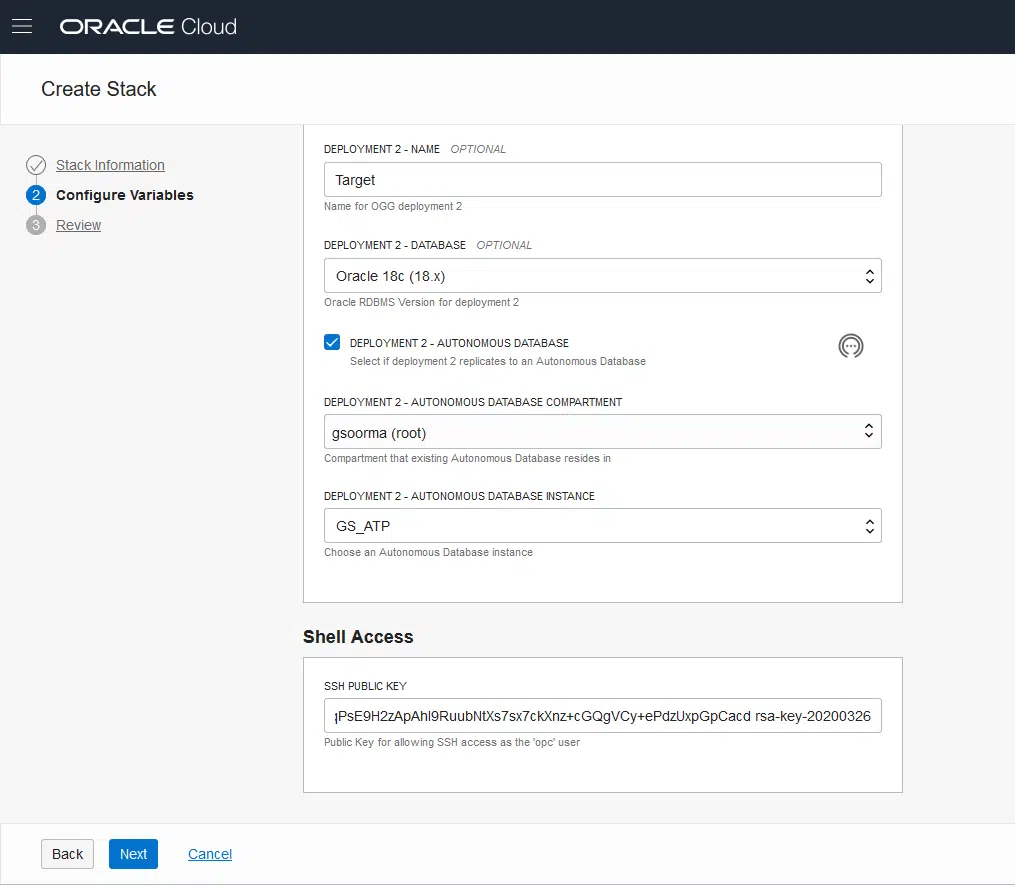 ORACLE Cloud
Create Stack
Stack Information
2 Configure Variables
3 Review
DEPLOYMENT 2 - NAME OPTIONAL
Target
Name for OGG deployment 2
DEPLOYMENT 2 - DATABASE OPTIONAL
Oracle 18c (18.x)
Oracle RDBMS Version for deployment 2
DEPLOYMENT 2 - AUTONOMOUS DATABASE
Select if deployment 2 replicates to an Autonomous Database
DEPLOYMENT 2 - AUTONOMOUS DATABASE COMPARTMENT
gsoorma (root)
Compartment that existing Autonomous Database resides in
DEPLOYMENT 2 - AUTONOMOUS DATABASE INSTANCE
GS_ATP
Choose an Autonomous Database instance
Shell Access
SSH PUBLIC KEY
qPsE9H2zApAhl9RuubNtXs7sx7ckXnz+cGQgVCy+ePdzUxpGpCacd rsa-key-20200326
Public Key for allowing SSH access as the 'opc' user
Back Next Cancel